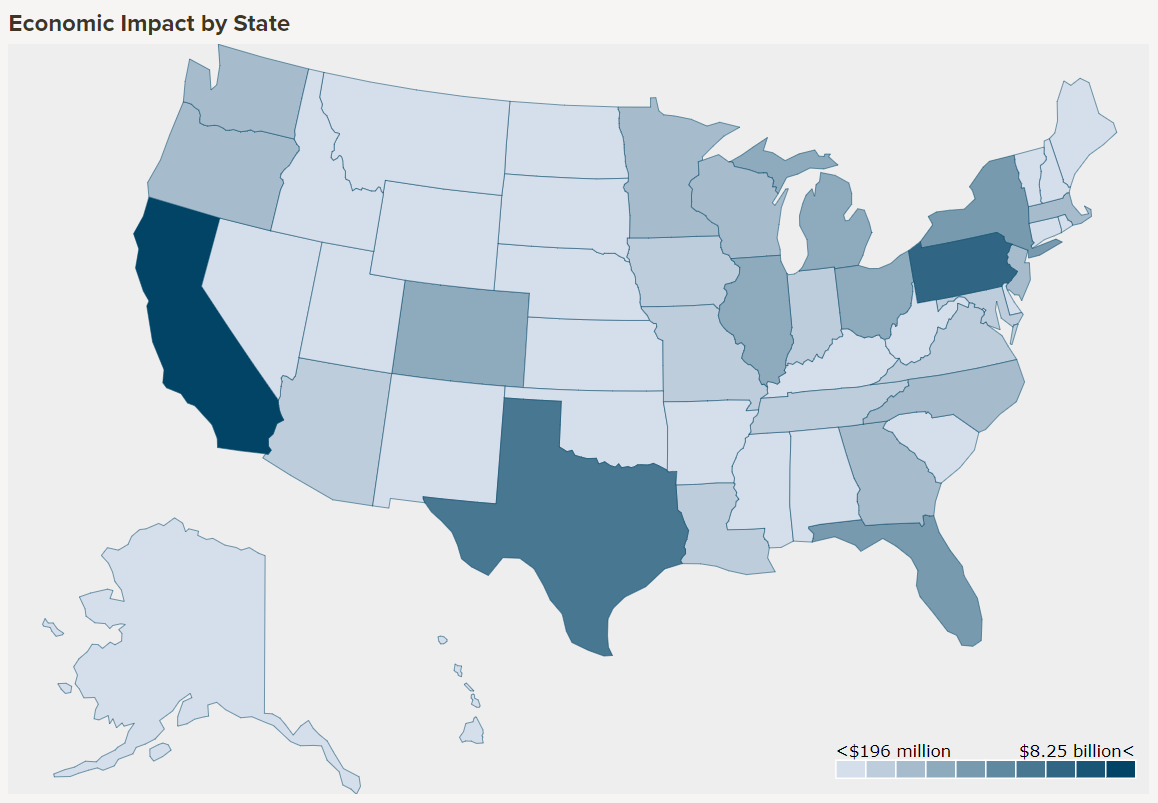 Economic Impact by State
<$196 million $8.25 billion<